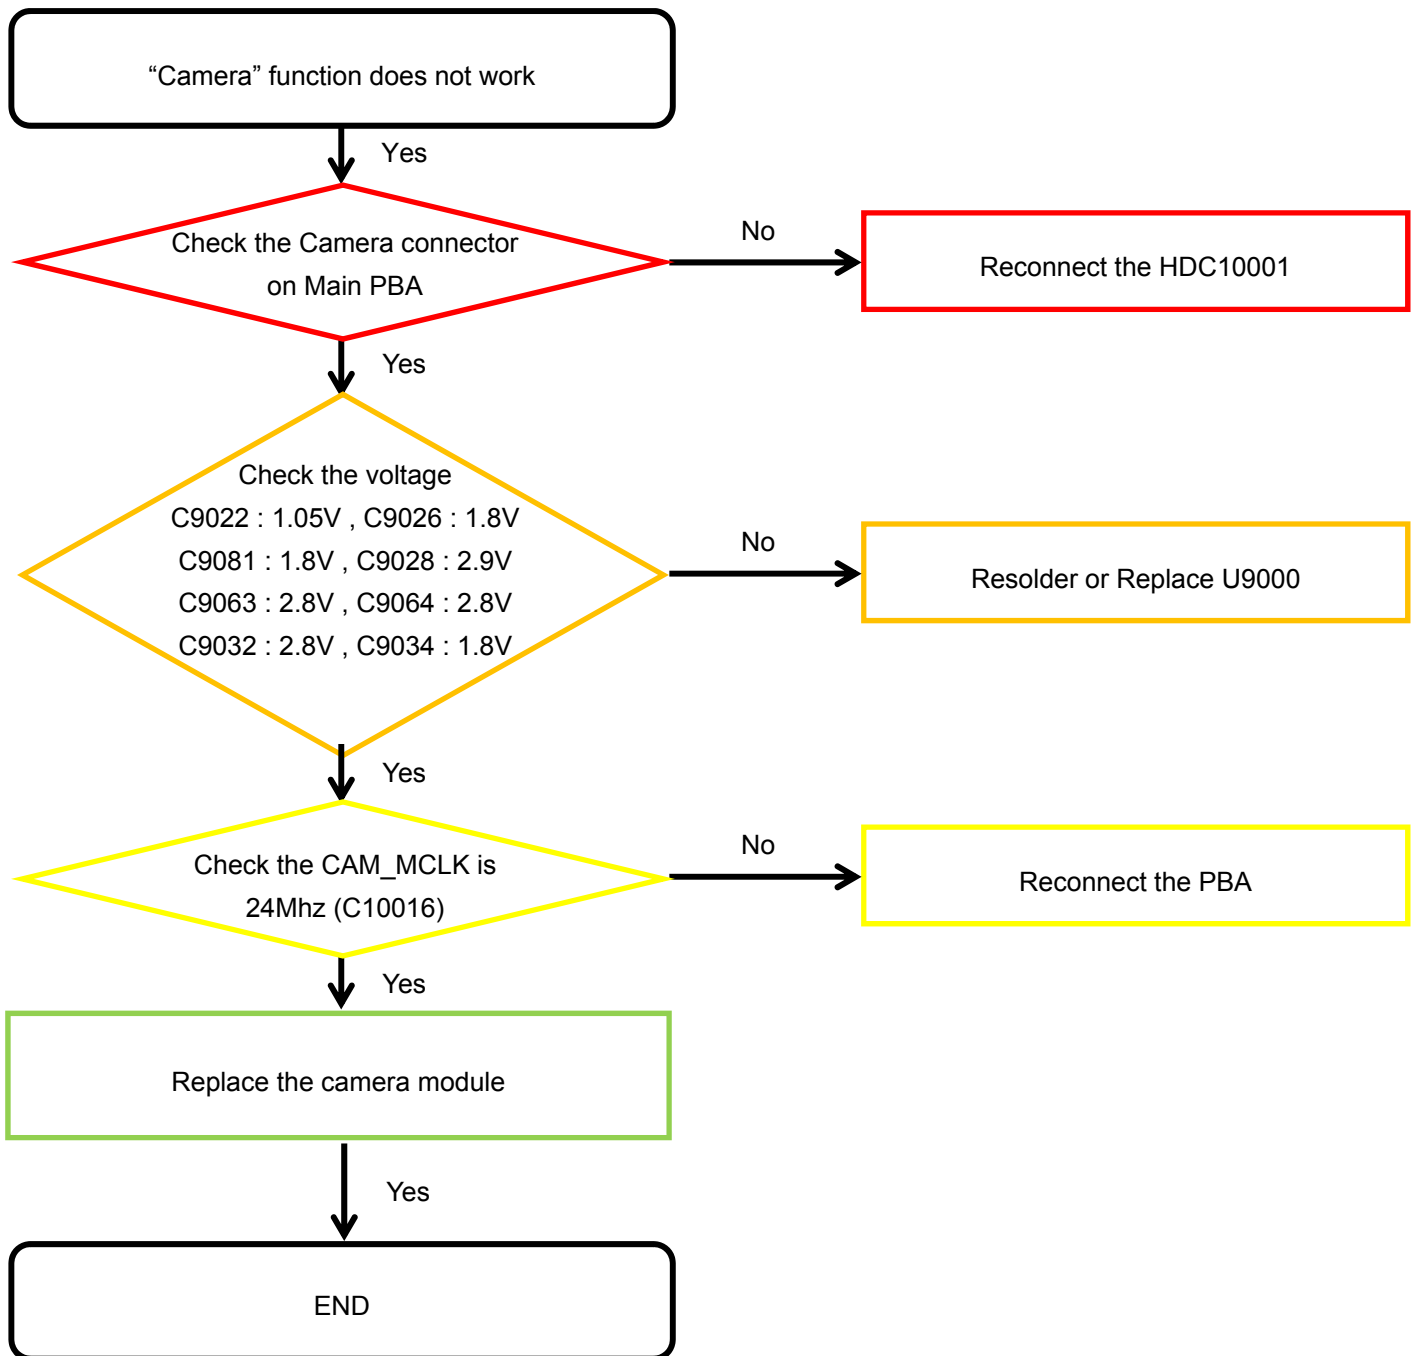 “Camera” function does not work
Yes
Check the Camera connector
on Main PBA
No
Reconnect the HDC10001
Yes
Check the voltage
C9022 : 1.05V , C9026 : 1.8V
C9081 : 1.8V , C9028 : 2.9V
C9063 : 2.8V , C9064 : 2.8V
C9032 : 2.8V , C9034 : 1.8V
No
Resolder or Replace U9000
Yes
Check the CAM_MCLK is
24Mhz (C10016)
No
Reconnect the PBA
Yes
Replace the camera module
Yes
END